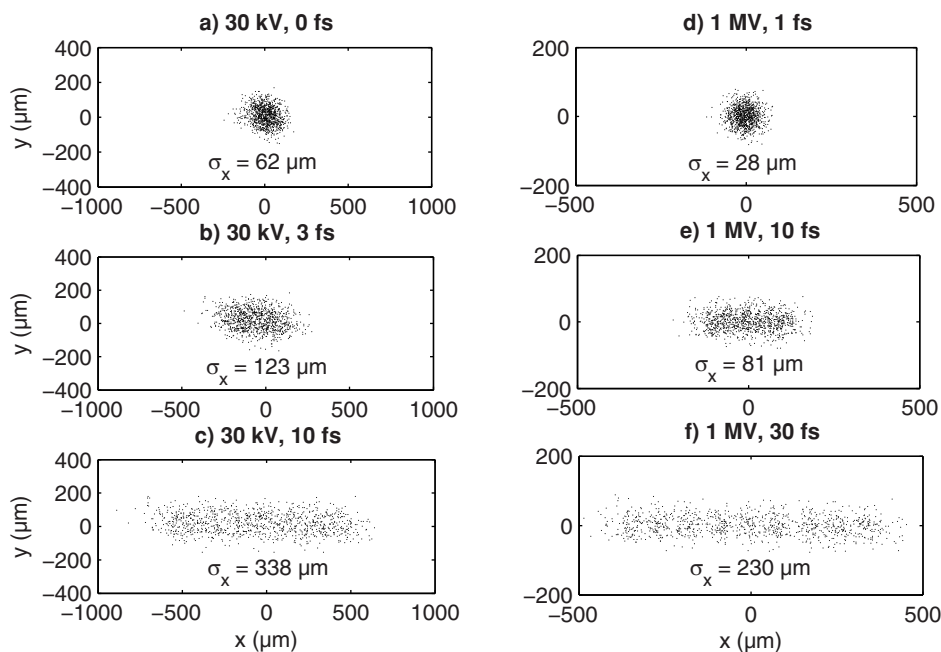 a) 30 kV, 0 fs
400
200
0
−200
−400
y (µm)
σx = 62 µm
−1000
−500
0
500
1000
b) 30 kV, 3 fs
400
200
0
−200
−400
y (µm)
σx = 123 µm
−1000
−500
0
500
1000
c) 30 kV, 10 fs
400
200
0
−200
−400
y (µm)
σx = 338 µm
−1000
−500
0
500
1000
x (µm)
d) 1 MV, 1 fs
200
0
−200
σx = 28 µm
−500
0
500
e) 1 MV, 10 fs
200
0
−200
σx = 81 µm
−500
0
500
f) 1 MV, 30 fs
200
0
−200
σx = 230 µm
−500
0
500
x (µm)